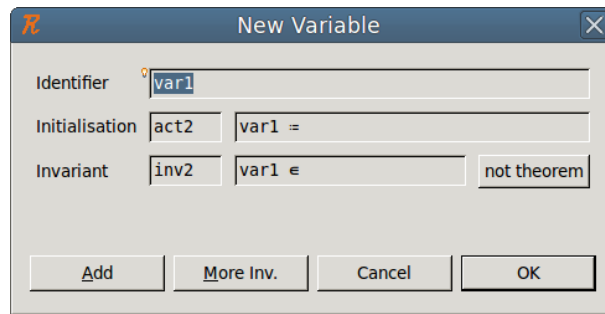 New Variable
Identifier var1
Initialisation act2 var1 ≔
Invariant inv2 var1 ∈ not theorem
Add More Inv. Cancel OK